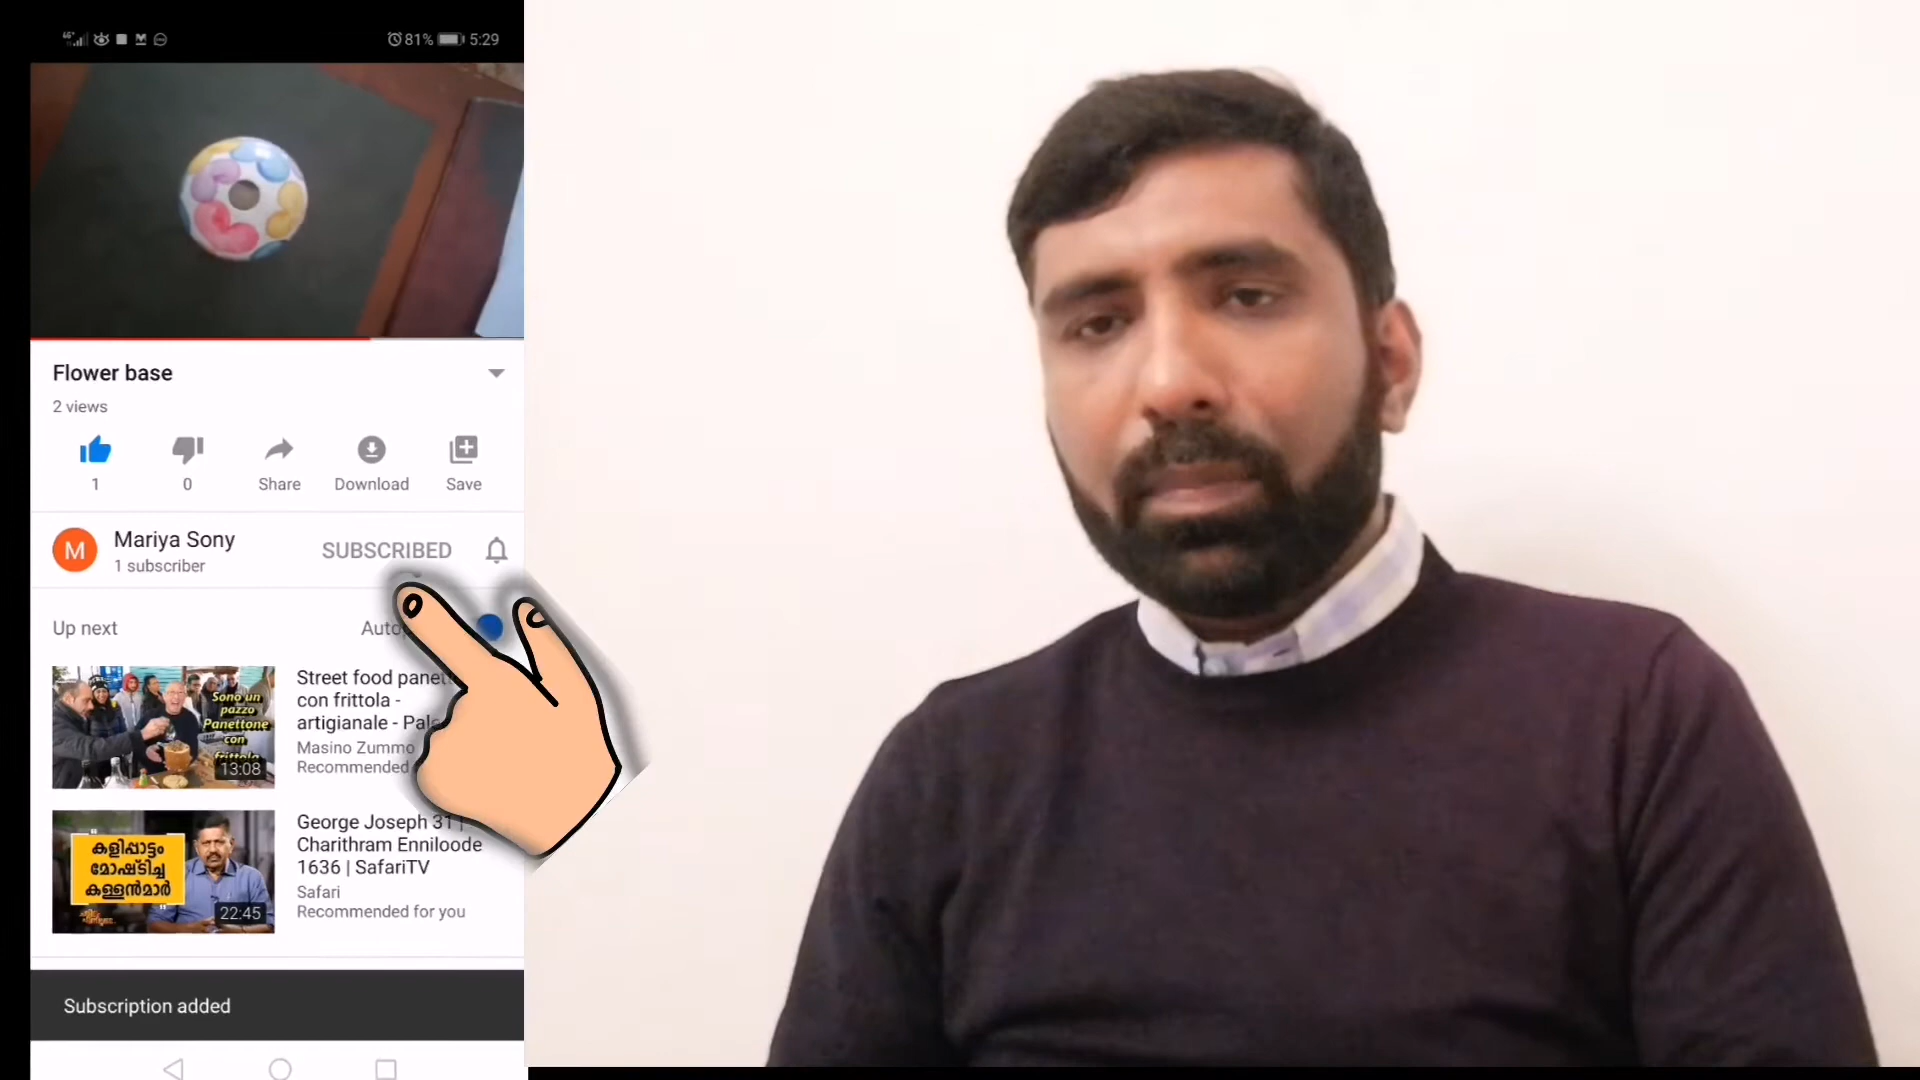 81% 5:29
Flower base
2 views
1 0 Share Download Save
M
Mariya Sony
SUBSCRIBED
1 subscriber
Up next
Sono un
pazzo
Panettone
con
frittola
13:08
Street food
con frittola -
artigianale -
Masino Zummo
Recommended
കളിപ്പാട്ടം
മോഷ്ടിച്ച
കള്ളൻമാർ
22:45
George Joseph 31 |
Charithram Enniloode
1636 | SafariTV
Safari
Recommended for you
Subscription added